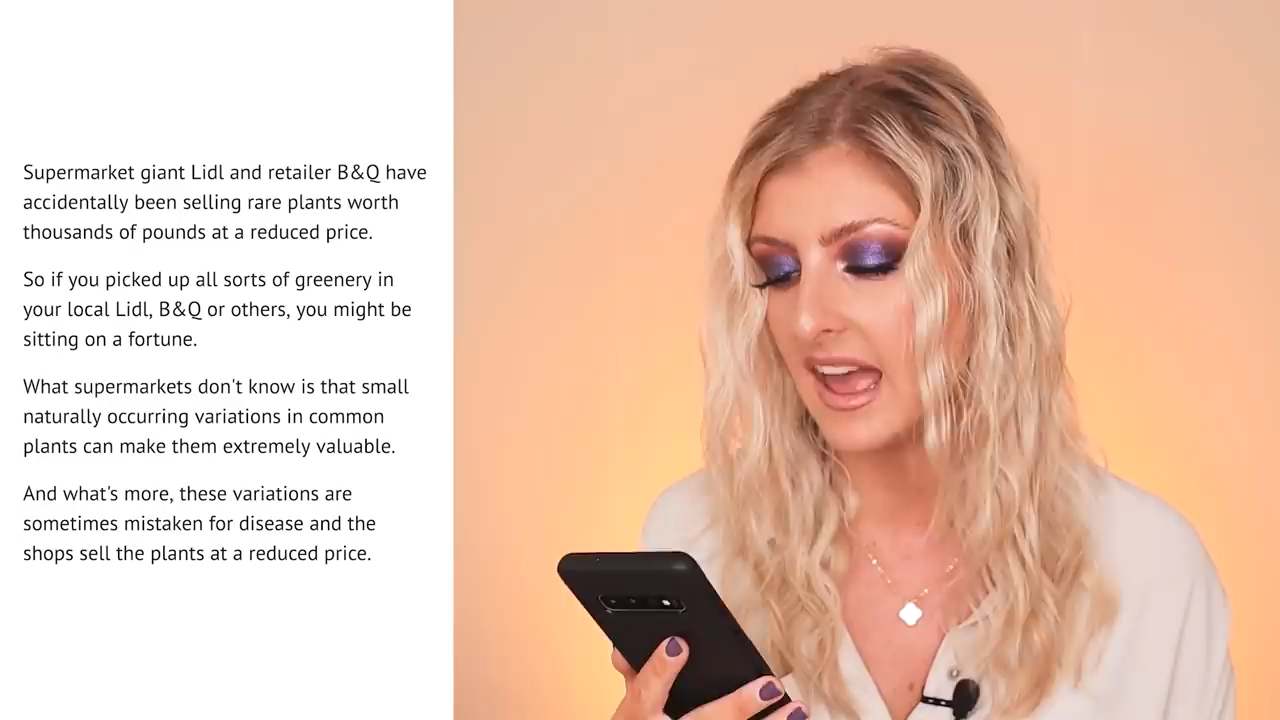 Supermarket giant Lidl and retailer B&Q have
accidentally been selling rare plants worth
thousands of pounds at a reduced price.
So if you picked up all sorts of greenery in
your local Lidl, B&Q or others, you might be
sitting on a fortune.
What supermarkets don't know is that small
naturally occurring variations in common
plants can make them extremely valuable.
And what's more, these variations are
sometimes mistaken for disease and the
shops sell the plants at a reduced price.